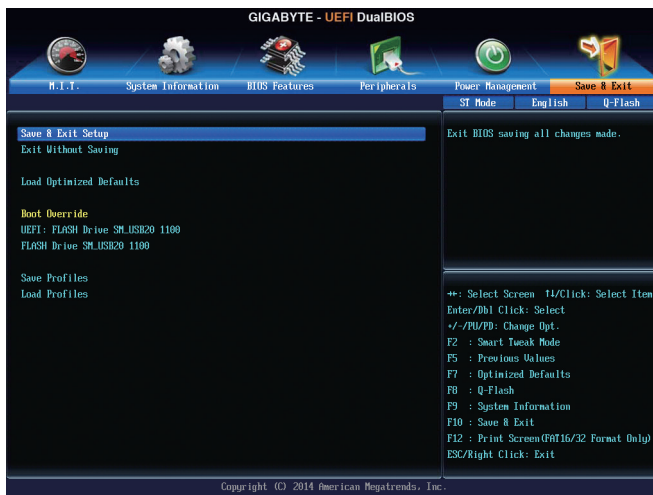 GIGABYTE - UEFI DualBIOS
M.I.T. System Information BIOS Features Peripherals Power Management Save & Exit
ST Mode English Q-Flash
Save & Exit Setup
Exit Without Saving
Load Optimized Defaults
Boot Override
UEFI: FLASH Drive SM_USB20 1100
FLASH Drive SM_USB20 1100
Save Profiles
Load Profiles
Exit BIOS saving all changes made.
→←: Select Screen ↑↓/Click: Select Item
Enter/Dbl Click: Select
+/-/PU/PD: Change Opt.
F2 : Smart Tweak Mode
F5 : Previous Values
F7 : Optimized Defaults
F8 : Q-Flash
F9 : System Information
F10 : Save & Exit
F12 : Print Screen(FAT16/32 Format Only)
ESC/Right Click: Exit
Copyright (C) 2014 American Megatrends, Inc.